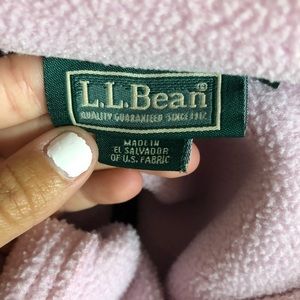 L.L.Bean®
QUALITY GUARANTEED SINCE 1912
MADE IN
EL SALVADOR
OF U.S. FABRIC